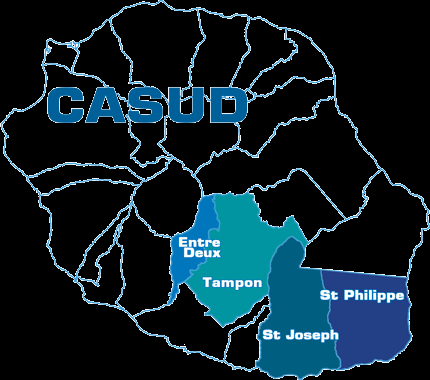 CASUD
Entre
Deux
Tampon
St Philippe
St Joseph